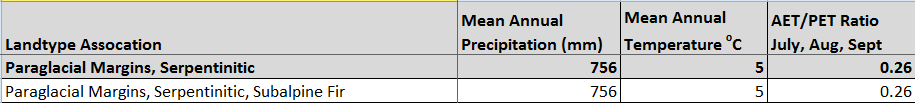 Landtype Assocation Mean Annual Precipitation (mm) Mean Annual Temperature °C AET/PET Ratio July, Aug, Sept
Paraglacial Margins, Serpentinitic 756 5 0.26
Paraglacial Margins, Serpentinitic, Subalpine Fir 756 5 0.26